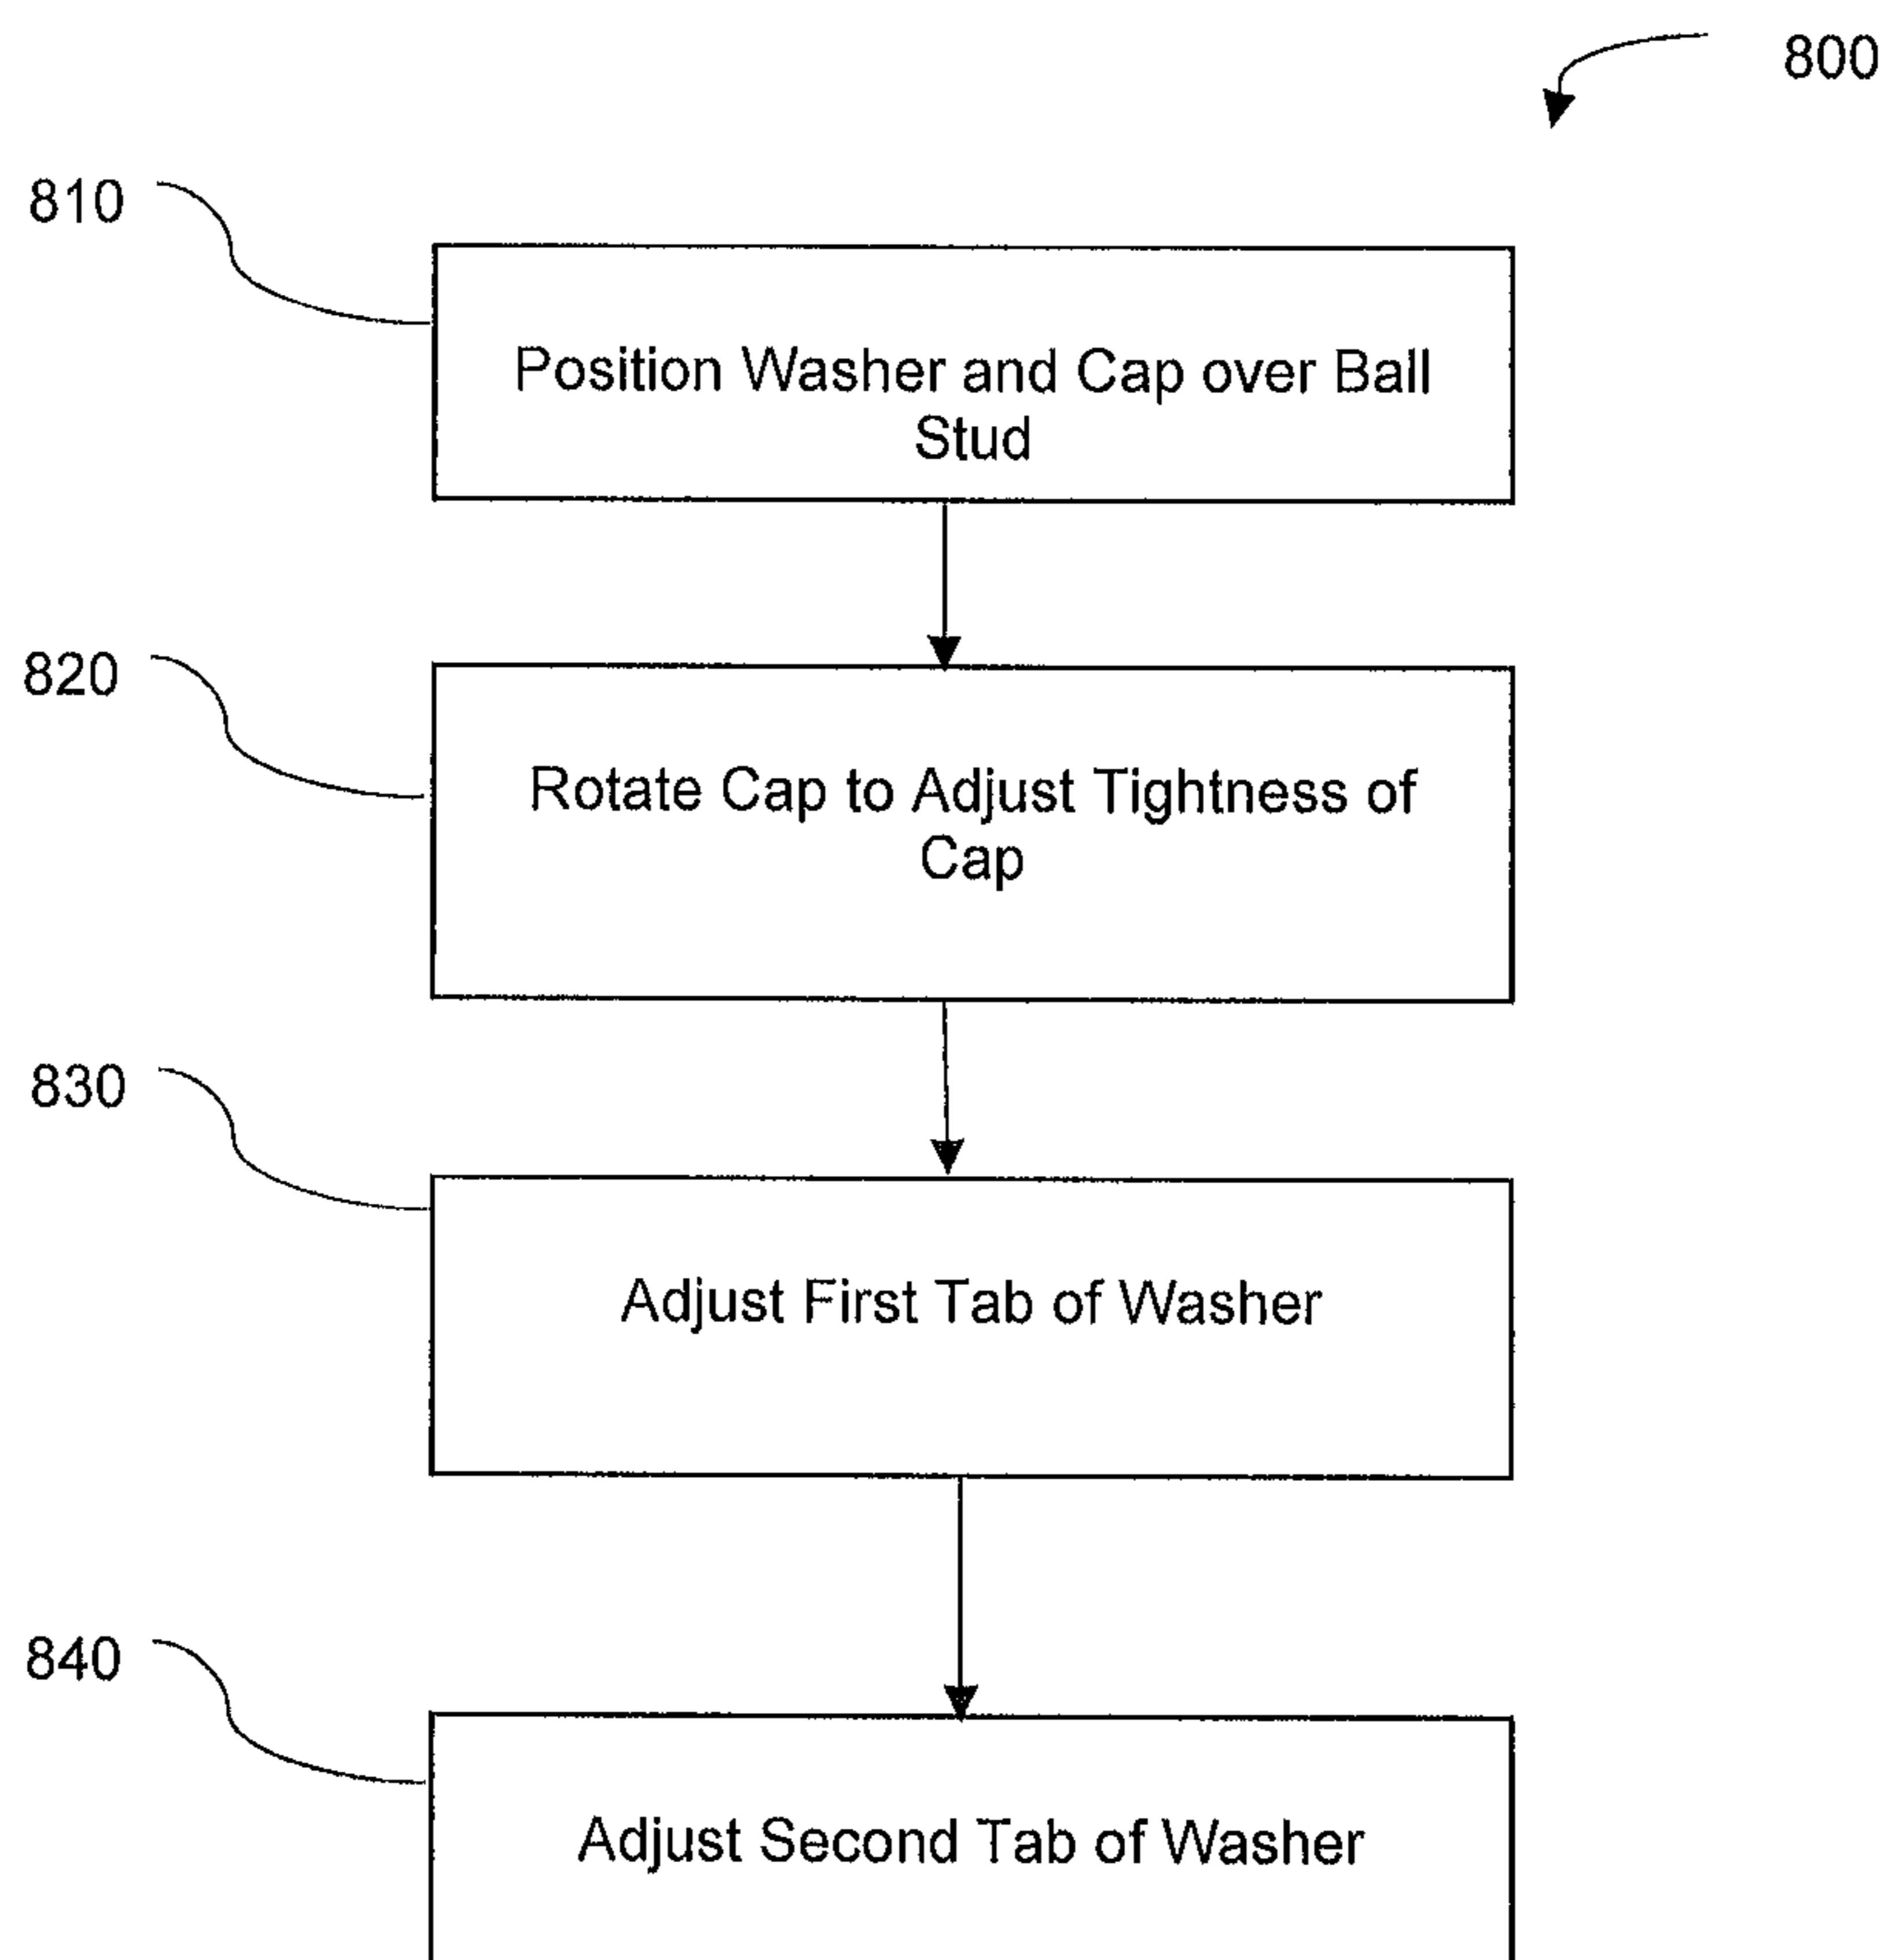 800
810
Position Washer and Cap over Ball
Stud
820
Rotate Cap to Adjust Tightness of
Cap
830
Adjust First Tab of Washer
840
Adjust Second Tab of Washer